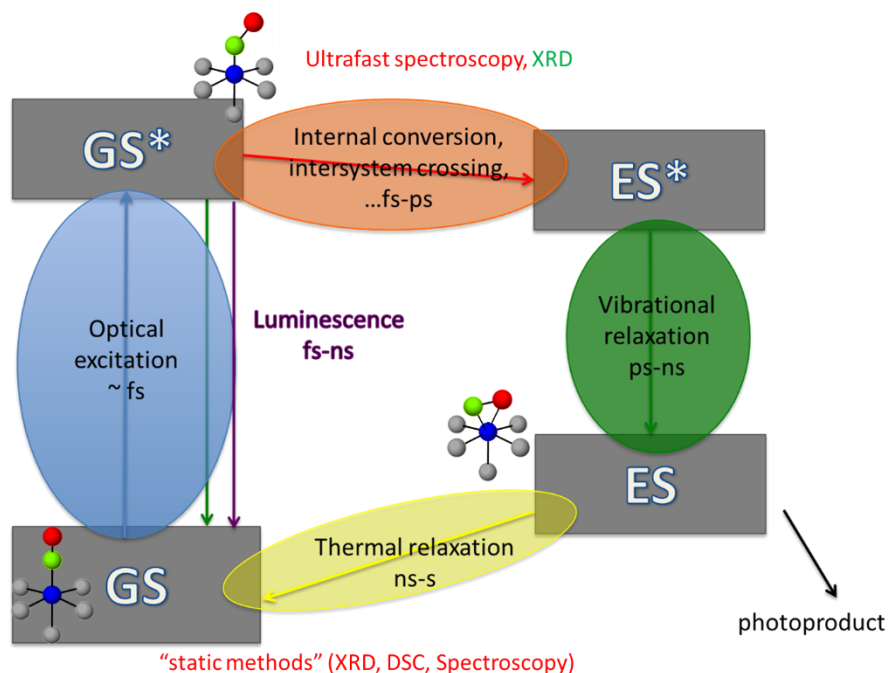 Ultrafast spectroscopy, XRD
GS*
Internal conversion,
intersystem crossing,
...fs-ps
ES*
Optical
excitation
~ fs
Luminescence
fs-ns
Vibrational
relaxation
ps-ns
ES
GS
Thermal relaxation
ns-s
photoproduct
“static methods” (XRD, DSC, Spectroscopy)